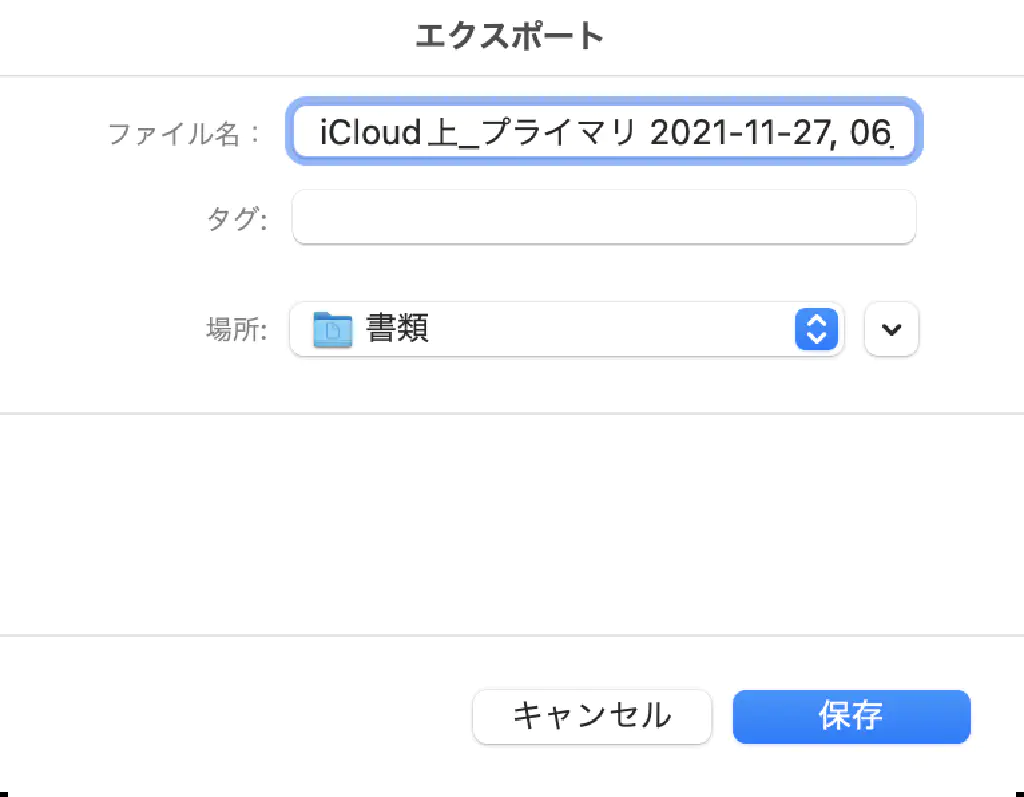 エクスポート
ファイル名： iCloud上_プライマリ 2021-11-27, 06_
タグ:
場所: 書類
キャンセル 保存